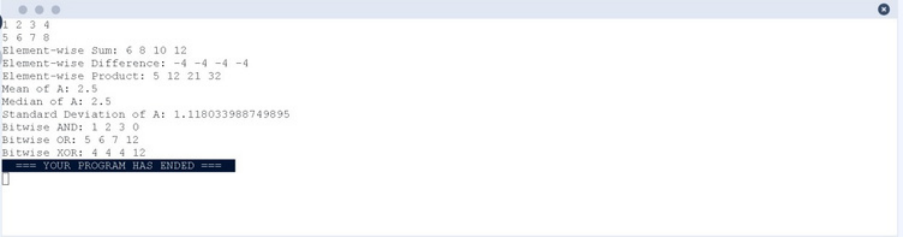 1 2 3 4
5 6 7 8
Element-wise Sum: 6 8 10 12
Element-wise Difference: -4 -4 -4 -4
Element-wise Product: 5 12 21 32
Mean of A: 2.5
Median of A: 2.5
Standard Deviation of A: 1.118033988749895
Bitwise AND: 1 2 3 0
Bitwise OR: 5 6 7 12
Bitwise XOR: 4 4 4 12
=== YOUR PROGRAM HAS ENDED ===